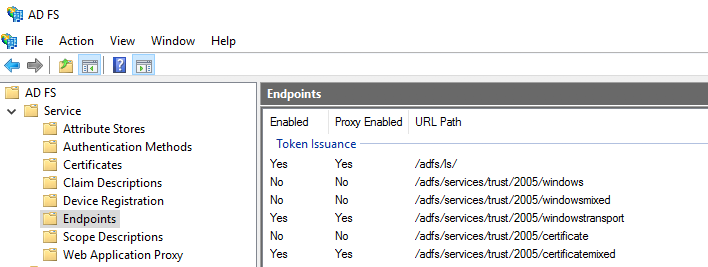 AD FS
File Action View Window Help
AD FS
Service
Attribute Stores
Authentication Methods
Certificates
Claim Descriptions
Device Registration
Endpoints
Scope Descriptions
Web Application Proxy
Endpoints
Enabled Proxy Enabled URL Path
Token Issuance
Yes Yes /adfs/ls/
No No /adfs/services/trust/2005/windows
No No /adfs/services/trust/2005/windowsmixed
Yes Yes /adfs/services/trust/2005/windowstransport
No No /adfs/services/trust/2005/certificate
Yes Yes /adfs/services/trust/2005/certificatemixed